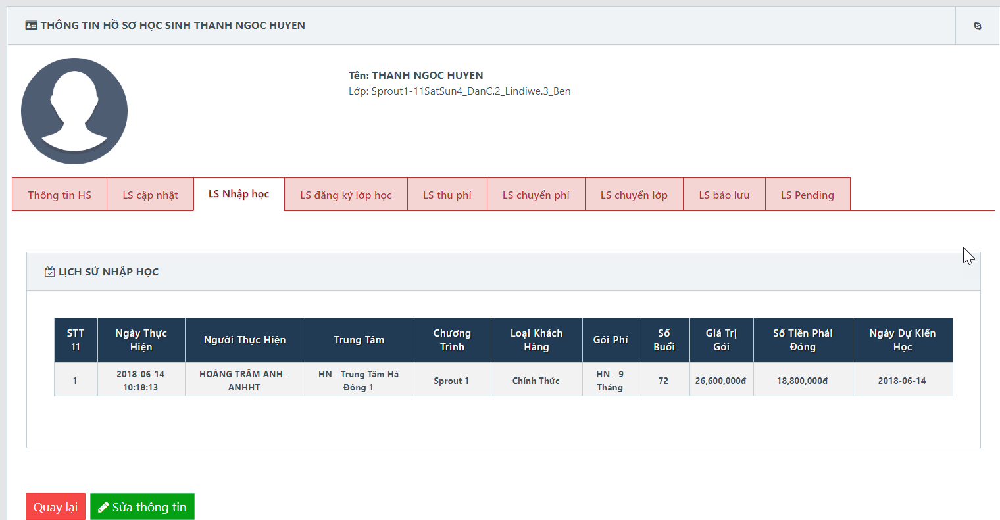 THÔNG TIN HỒ SƠ HỌC SINH THANH NGOC HUYEN
Tên: THANH NGOC HUYEN
Lớp: Sprout1-11SatSun4_DanC.2_Lindiwe.3_Ben
Thông tin HS
LS cập nhật
LS Nhập học
LS đăng ký lớp học
LS thu phí
LS chuyển phí
LS chuyển lớp
LS bảo lưu
LS Pending
LỊCH SỬ NHẬP HỌC
STT
11
Ngày Thực
Hiện
Người Thực Hiện
Trung Tâm
Chương
Trình
Loại Khách
Hàng
Gói Phí
Số
Buổi
Giá Trị
Gói
Số Tiền Phải
Đóng
Ngày Dự Kiến
Học
1
2018-06-14
10:18:13
HOÀNG TRÂM ANH -
ANHHT
HN - Trung Tâm Hà
Đông 1
Sprout 1
Chính Thức
HN - 9
Tháng
72
26,600,000đ
18,800,000đ
2018-06-14
Quay lại
Sửa thông tin